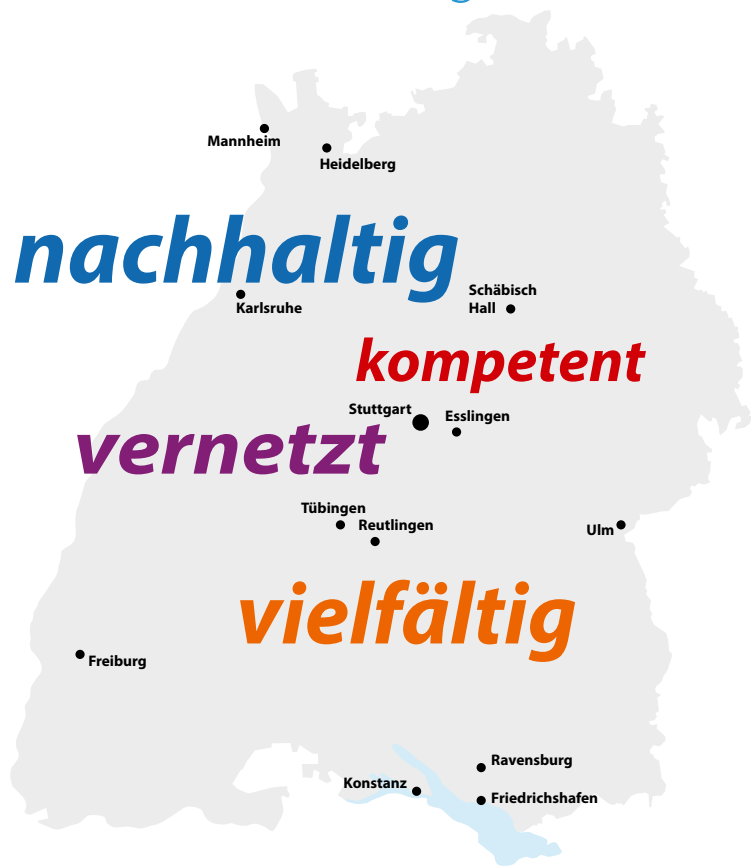 Mannheim
Heidelberg
nachhaltig
Schäbisch
Hall
Karlsruhe
kompetent
Stuttgart
Esslingen
vernetzt
Tübingen
Reutlingen
Ulm
vielfältig
Freiburg
Ravensburg
Konstanz
Friedrichshafen